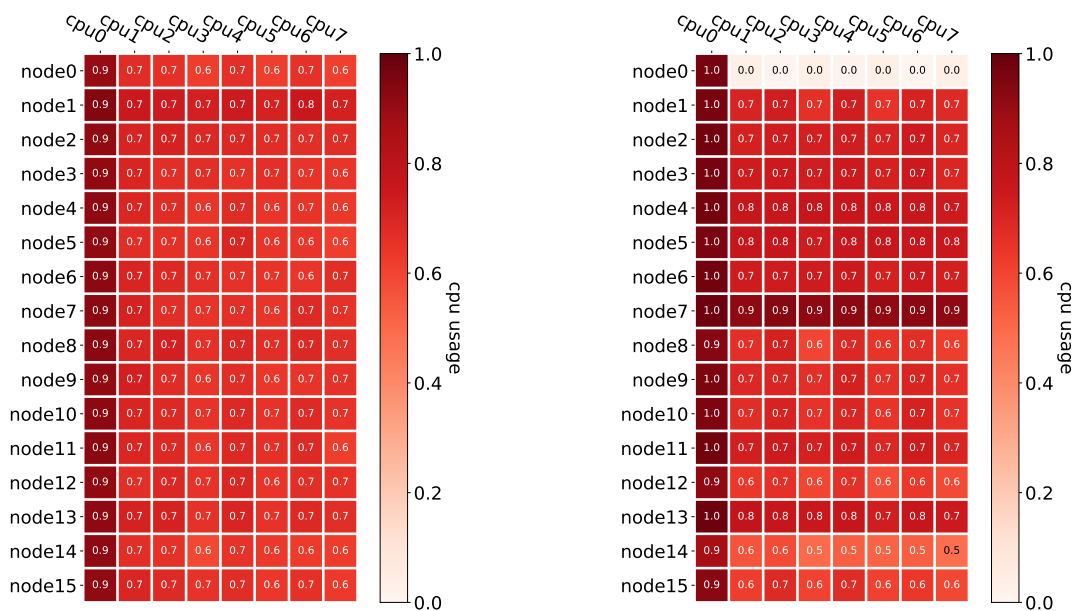 cpu0 cpu1 cpu2 cpu3 cpu4 cpu5 cpu6 cpu7
node0 0.9 0.7 0.7 0.6 0.7 0.6 0.7 0.6
node1 0.9 0.7 0.7 0.7 0.7 0.7 0.8 0.7
node2 0.9 0.7 0.7 0.7 0.7 0.7 0.7 0.7
node3 0.9 0.7 0.7 0.7 0.7 0.7 0.7 0.6
node4 0.9 0.7 0.7 0.6 0.7 0.6 0.7 0.6
node5 0.9 0.7 0.7 0.6 0.7 0.6 0.7 0.6
node6 0.9 0.7 0.7 0.7 0.7 0.7 0.6 0.7
node7 0.9 0.7 0.7 0.7 0.7 0.6 0.7 0.7
node8 0.9 0.7 0.7 0.7 0.7 0.7 0.7 0.7
node9 0.9 0.7 0.7 0.6 0.7 0.6 0.7 0.7
node10 0.9 0.7 0.7 0.7 0.7 0.6 0.7 0.7
node11 0.9 0.7 0.7 0.6 0.7 0.7 0.7 0.6
node12 0.9 0.7 0.7 0.7 0.7 0.6 0.7 0.7
node13 0.9 0.7 0.7 0.7 0.7 0.7 0.7 0.7
node14 0.9 0.7 0.7 0.6 0.7 0.6 0.6 0.6
node15 0.9 0.7 0.7 0.6 0.7 0.6 0.7 0.6
1.0
0.8
0.6
0.4
0.2
0.0
cpu usage
cpu0 cpu1 cpu2 cpu3 cpu4 cpu5 cpu6 cpu7
node0 1.0 0.0 0.0 0.0 0.0 0.0 0.0 0.0
node1 1.0 0.7 0.7 0.7 0.7 0.7 0.7 0.7
node2 1.0 0.7 0.7 0.7 0.7 0.7 0.7 0.7
node3 1.0 0.7 0.7 0.7 0.7 0.7 0.7 0.7
node4 1.0 0.8 0.8 0.8 0.8 0.8 0.8 0.7
node5 1.0 0.8 0.8 0.7 0.8 0.8 0.8 0.8
node6 1.0 0.7 0.7 0.7 0.7 0.7 0.7 0.7
node7 1.0 0.9 0.9 0.9 0.9 0.9 0.9 0.9
node8 0.9 0.7 0.7 0.6 0.7 0.6 0.7 0.6
node9 1.0 0.7 0.7 0.7 0.7 0.7 0.7 0.7
node10 1.0 0.7 0.7 0.7 0.7 0.6 0.7 0.7
node11 1.0 0.7 0.7 0.7 0.7 0.7 0.7 0.7
node12 0.9 0.6 0.7 0.6 0.7 0.6 0.6 0.6
node13 1.0 0.8 0.8 0.8 0.8 0.7 0.8 0.7
node14 0.9 0.6 0.6 0.5 0.5 0.5 0.5 0.5
node15 0.9 0.6 0.7 0.6 0.7 0.6 0.6 0.6
1.0
0.8
0.6
0.4
0.2
0.0
cpu usage